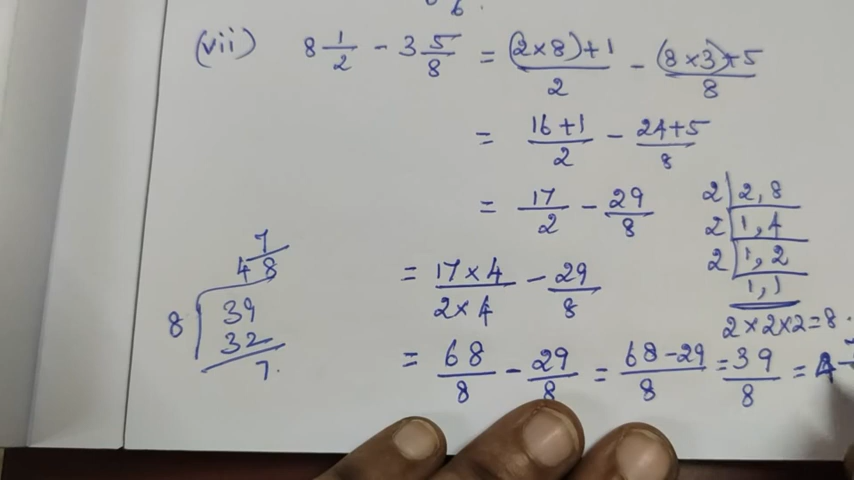 6.
(vii) 8 1/2 - 3 5/8 = (2×8)+1/2 - (8×3)+5/8
= 16+1/2 - 24+5/8
= 17/2 - 29/8
2 | 2, 8
2 | 1, 4
2 | 1, 2
1, 1
2×2×2=8.
= 17×4/2×4 - 29/8
= 68/8 - 29/8 = 68-29/8 = 39/8 = 4
4 7/8
8 39
32
7.